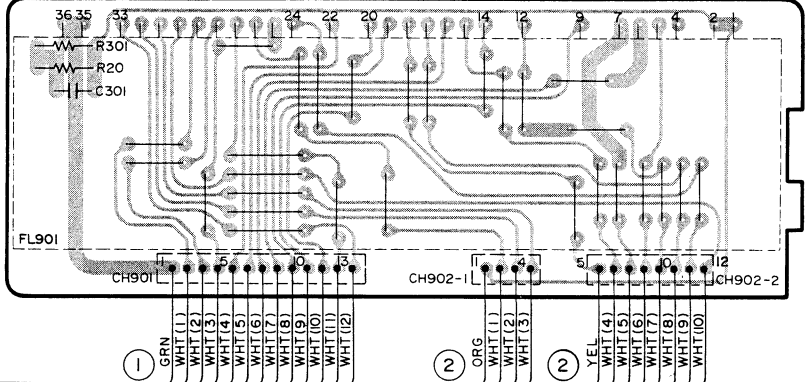 36 35 33 24 22 20 14 12 9 7 4 2 1
R301
R20
C301
FL901
1 5 10 13
CH901
1 4
CH902-1
5 10 12
CH902-2
GRN
WHT(1)
WHT(2)
WHT(3)
WHT(4)
WHT(5)
WHT(6)
WHT(7)
WHT(8)
WHT(9)
WHT(10)
WHT(11)
WHT(12)
1
ORG
WHT(1)
WHT(2)
WHT(3)
2
YEL
WHT(4)
WHT(5)
WHT(6)
WHT(7)
WHT(8)
WHT(9)
WHT(10)
2